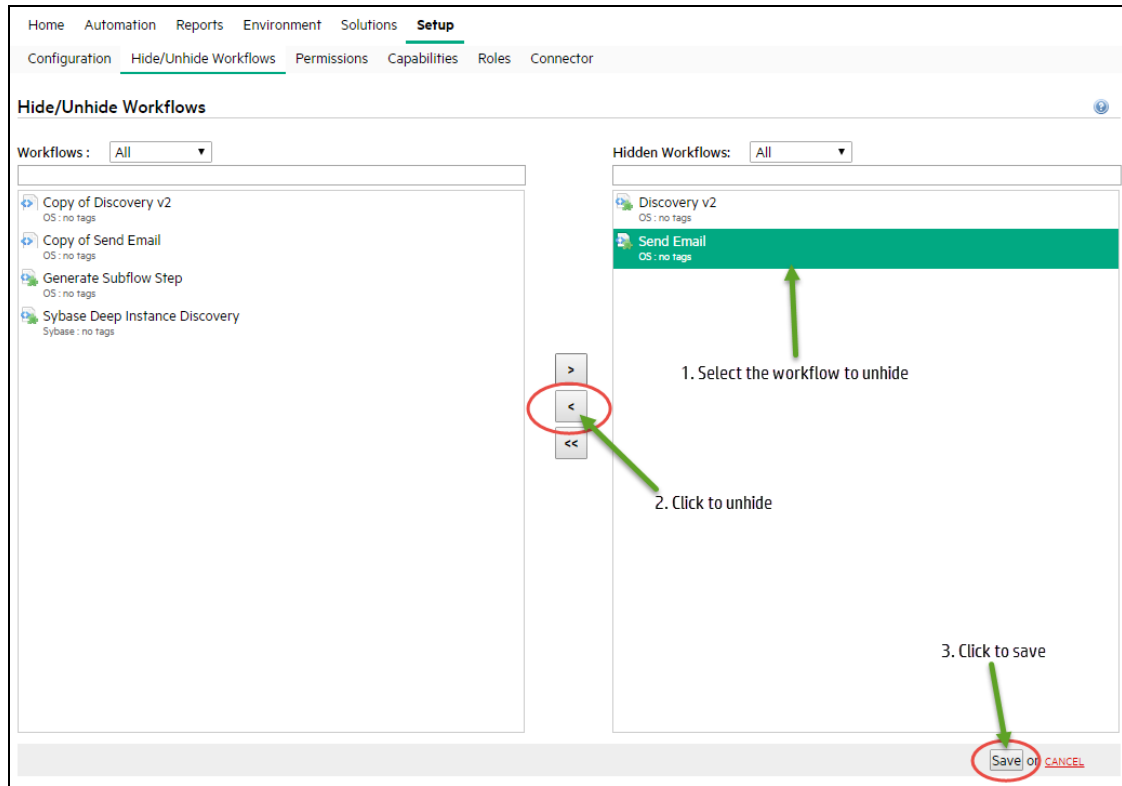 Home Automation Reports Environment Solutions Setup
Configuration Hide/Unhide Workflows Permissions Capabilities Roles Connector
Hide/Unhide Workflows
Workflows : All
Hidden Workflows: All
Copy of Discovery v2
OS : no tags
Copy of Send Email
OS : no tags
Generate Subflow Step
OS : no tags
Sybase Deep Instance Discovery
Sybase : no tags
Discovery v2
OS : no tags
Send Email
OS : no tags
>
<
<<
1. Select the workflow to unhide
2. Click to unhide
3. Click to save
Save or CANCEL